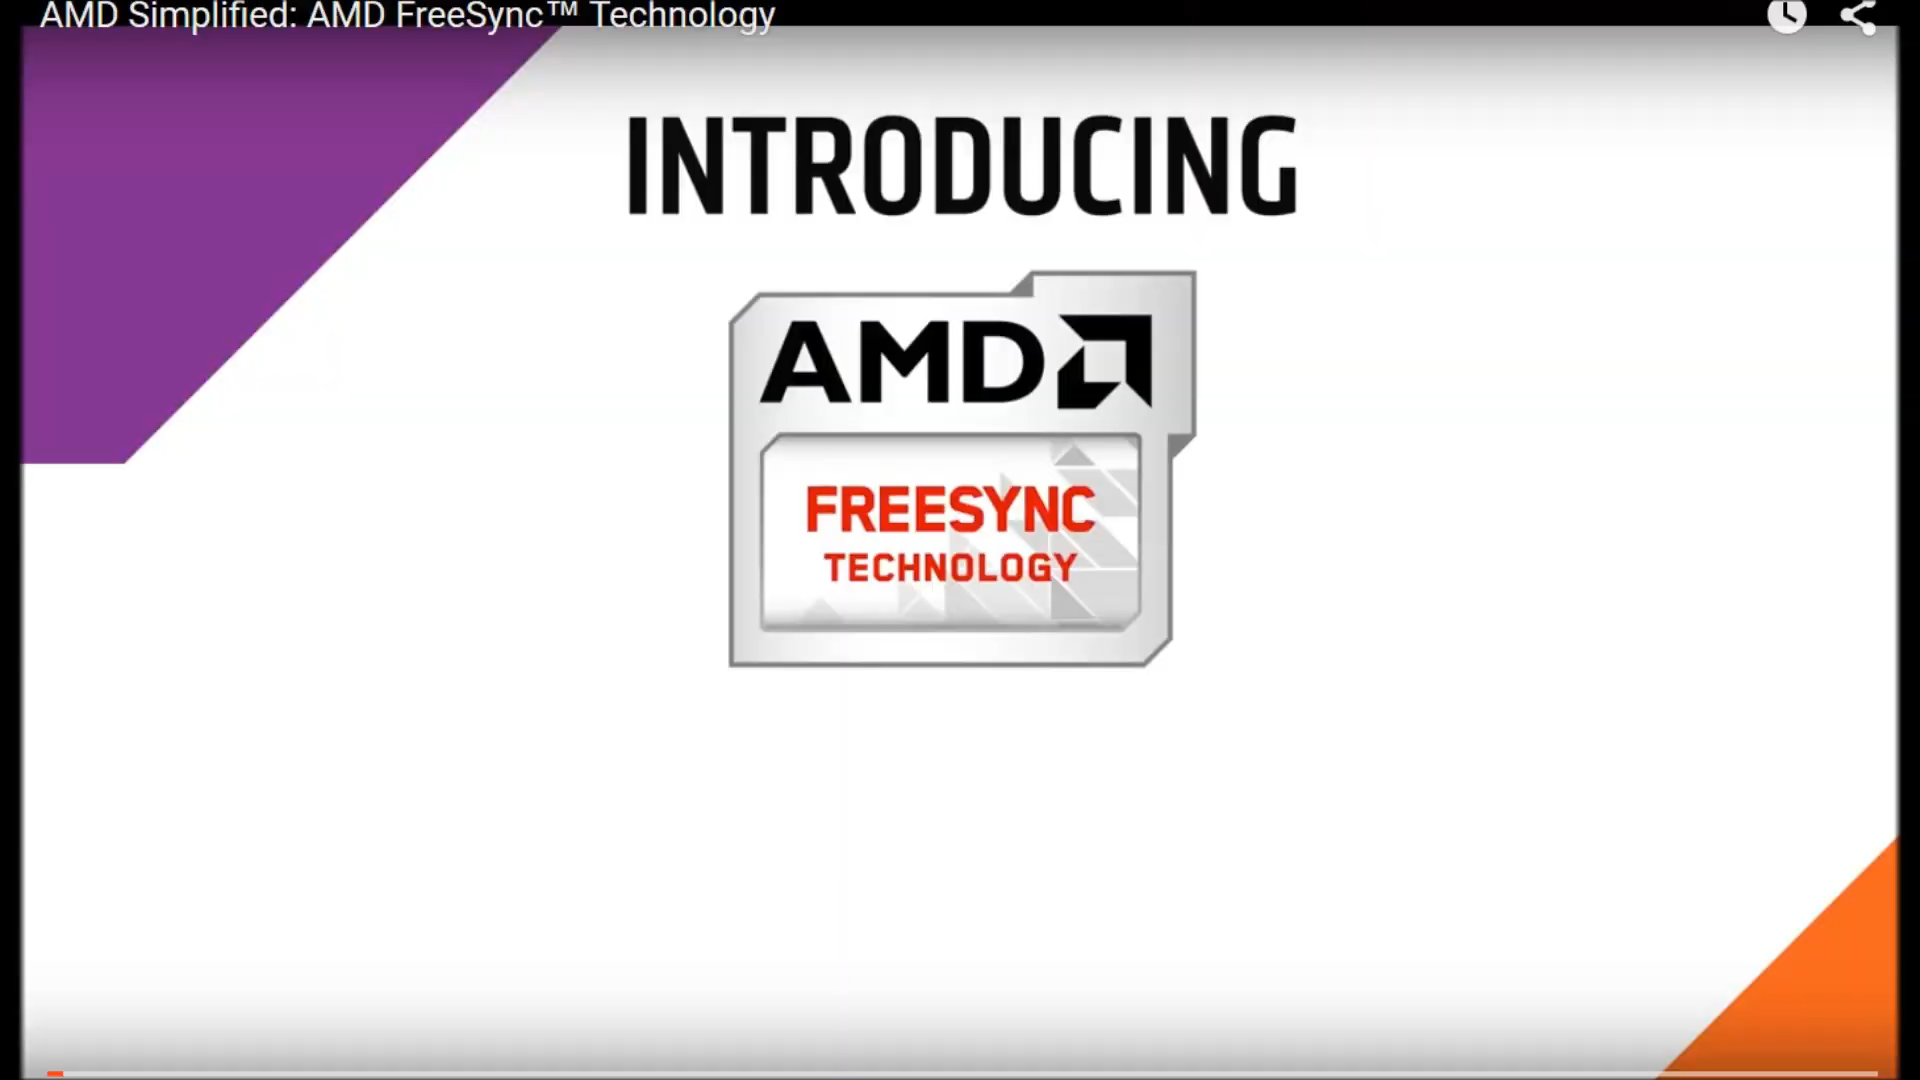 AMD Simplified: AMD FreeSync™ Technology
INTRODUCING
AMD
FREESYNC
TECHNOLOGY